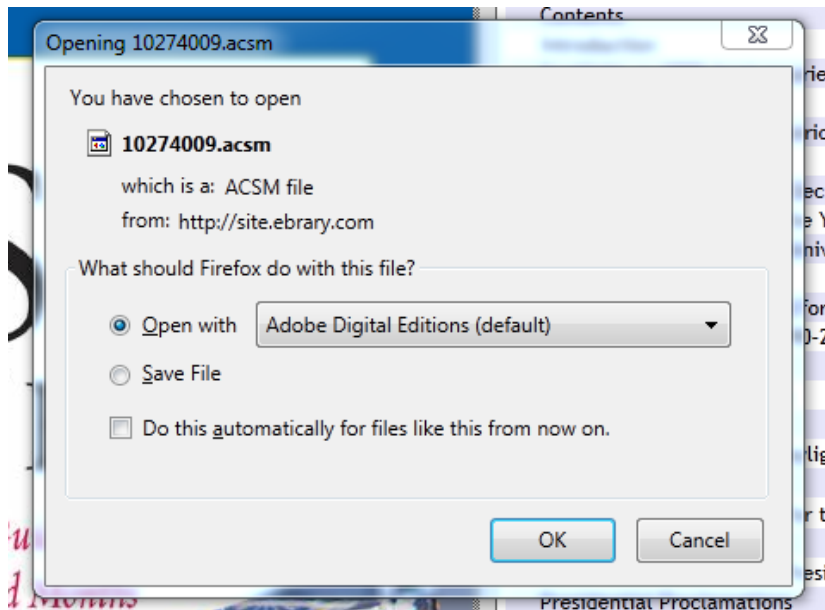 Contents
Opening 10274009.acsm
You have chosen to open
10274009.acsm
which is a: ACSM file
from: http://site.ebrary.com
What should Firefox do with this file?
Open with Adobe Digital Editions (default)
Save File
Do this automatically for files like this from now on.
OK Cancel
d Months
Presidential Proclamations